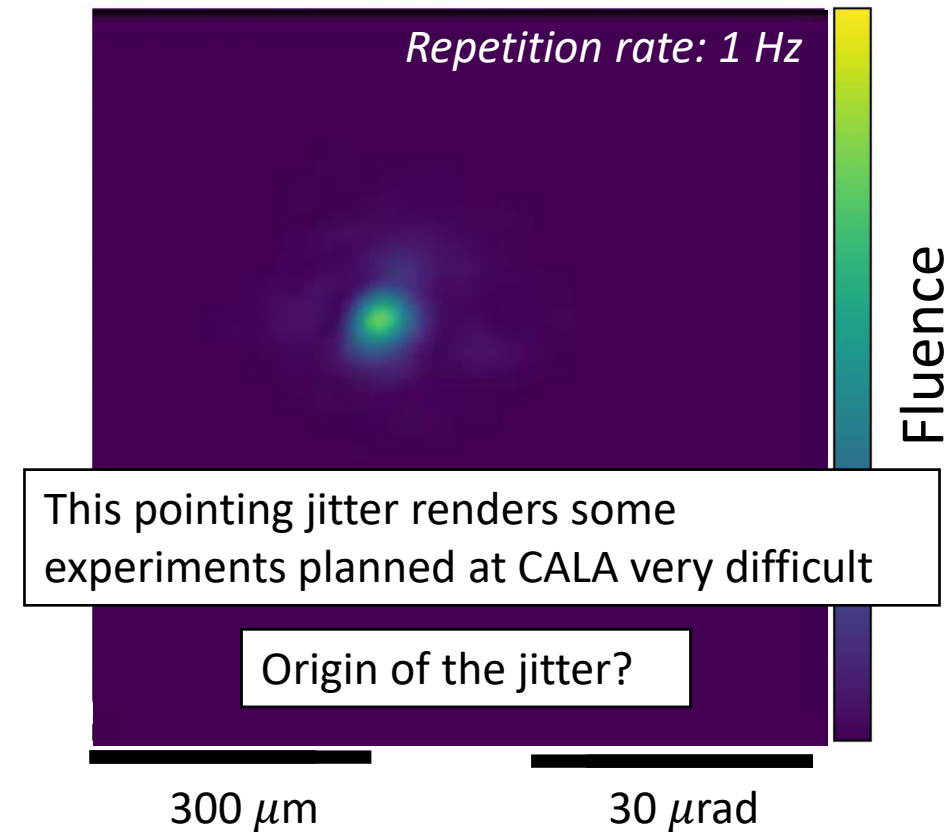 Repetition rate: 1 Hz
Fluence
This pointing jitter renders some
experiments planned at CALA very difficult
Origin of the jitter?
300 𝜇m
30 𝜇rad